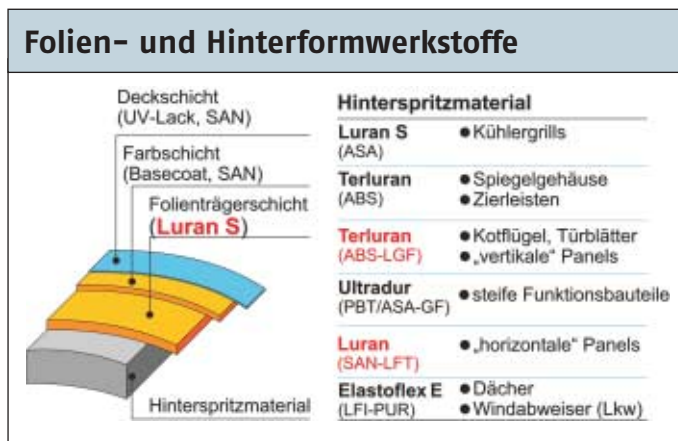 Folien- und Hinterformwerkstoffe
Deckschicht
(UV-Lack, SAN)
Farbschicht
(Basecoat, SAN)
Folienträgerschicht
(Luran S)
Hinterspritzmaterial
Hinterspritzmaterial
Luran S
(ASA)
●Kühlergrills
Terluran
(ABS)
●Spiegelgehäuse
●Zierleisten
Terluran
(ABS-LGF)
●Kotflügel, Türblätter
●„vertikale“ Panels
Ultradur
(PBT/ASA-GF)
●steife Funktionsbauteile
Luran
(SAN-LFT)
●„horizontale“ Panels
Elastoflex E
(LFI-PUR)
●Dächer
●Windabweiser (Lkw)